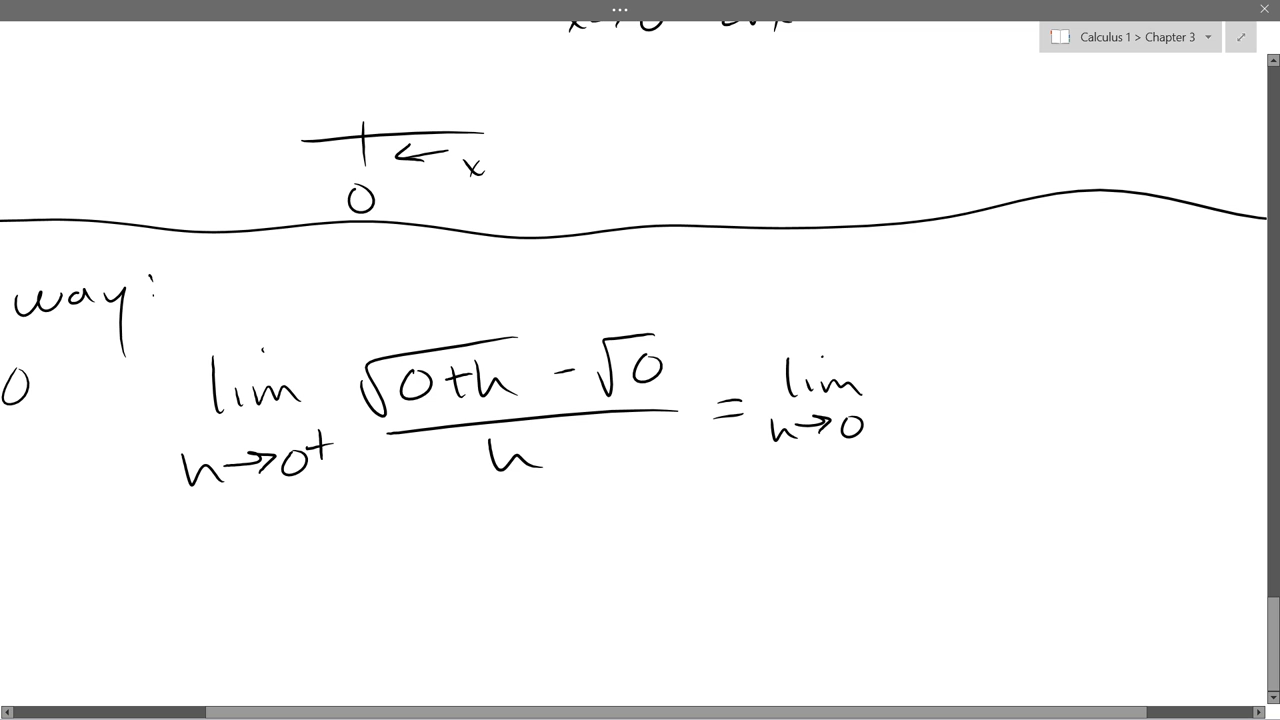 Calculus 1 > Chapter 3
x
0
way:
0
lim h→0⁺ (√(0+h) - √0) / h = lim h→0